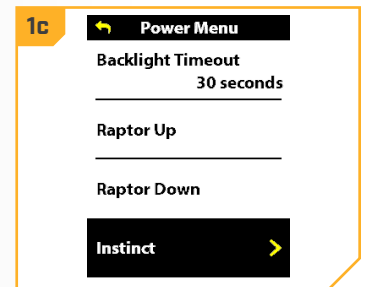 1c
Power Menu
Backlight Timeout
30 seconds
Raptor Up
Raptor Down
Instinct